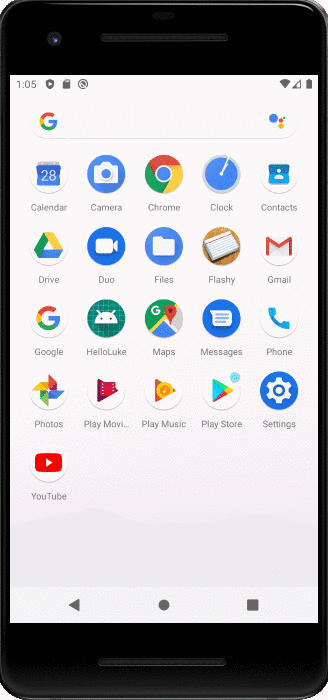 1:05
Calendar Camera Chrome Clock Contacts
Drive Duo Files Flashy Gmail
Google HelloLuke Maps Messages Phone
Photos Play Movi... Play Music Play Store Settings
YouTube